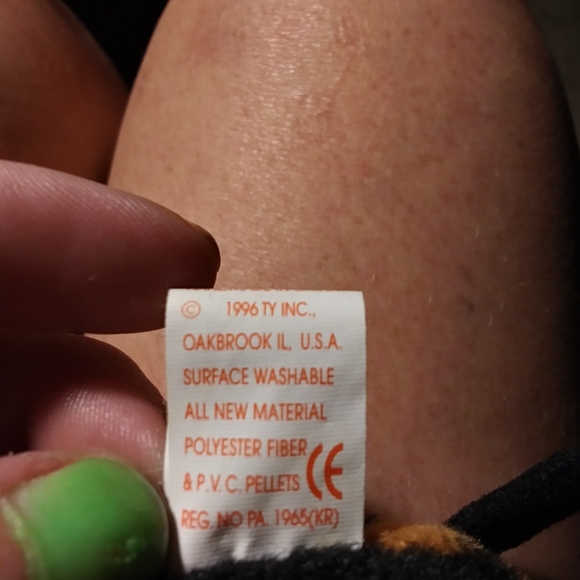 © 1996 TY INC.,
OAKBROOK IL, U.S.A.
SURFACE WASHABLE
ALL NEW MATERIAL
POLYESTER FIBER
& P.V.C. PELLETS CE
REG. NO PA. 1965(KR)